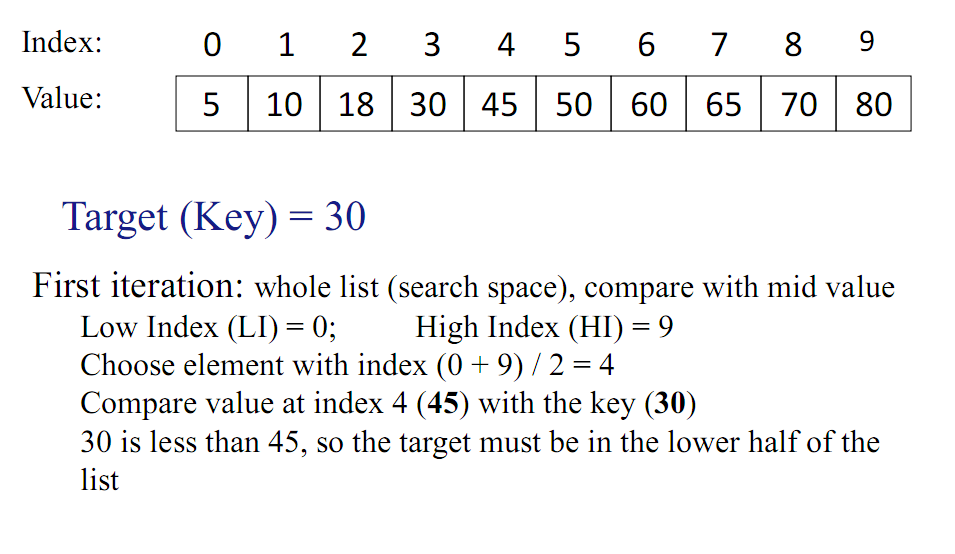 Index: 0 1 2 3 4 5 6 7 8 9
Value: 5 10 18 30 45 50 60 65 70 80
Target (Key) = 30
First iteration: whole list (search space), compare with mid value
Low Index (LI) = 0; High Index (HI) = 9
Choose element with index (0 + 9) / 2 = 4
Compare value at index 4 (45) with the key (30)
30 is less than 45, so the target must be in the lower half of the
list